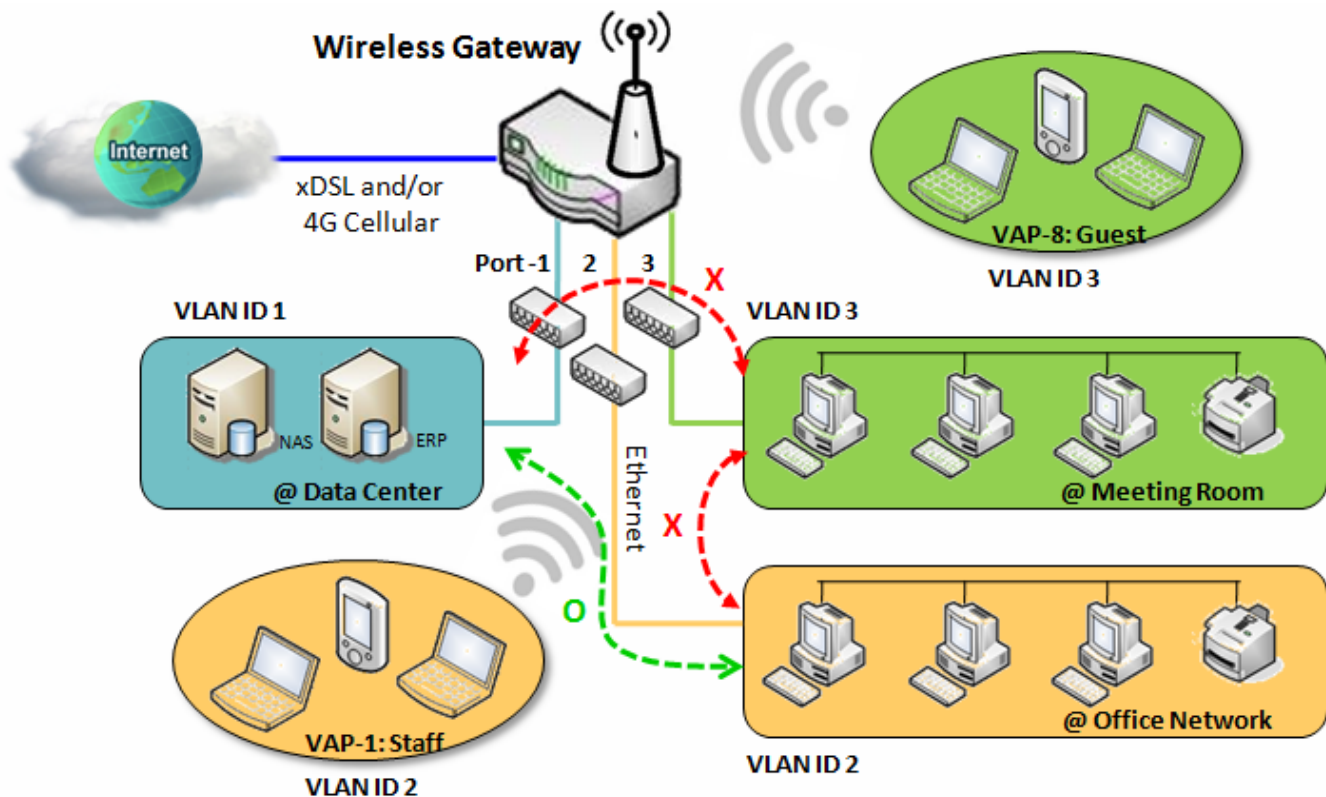 Wireless Gateway
Internet
xDSL and/or
4G Cellular
VAP-8: Guest
VLAN ID 3
Port -1
2
3
X
VLAN ID 1
VLAN ID 3
NAS
ERP
@ Data Center
@ Meeting Room
Ethernet
X
O
@ Office Network
VAP-1: Staff
VLAN ID 2
VLAN ID 2